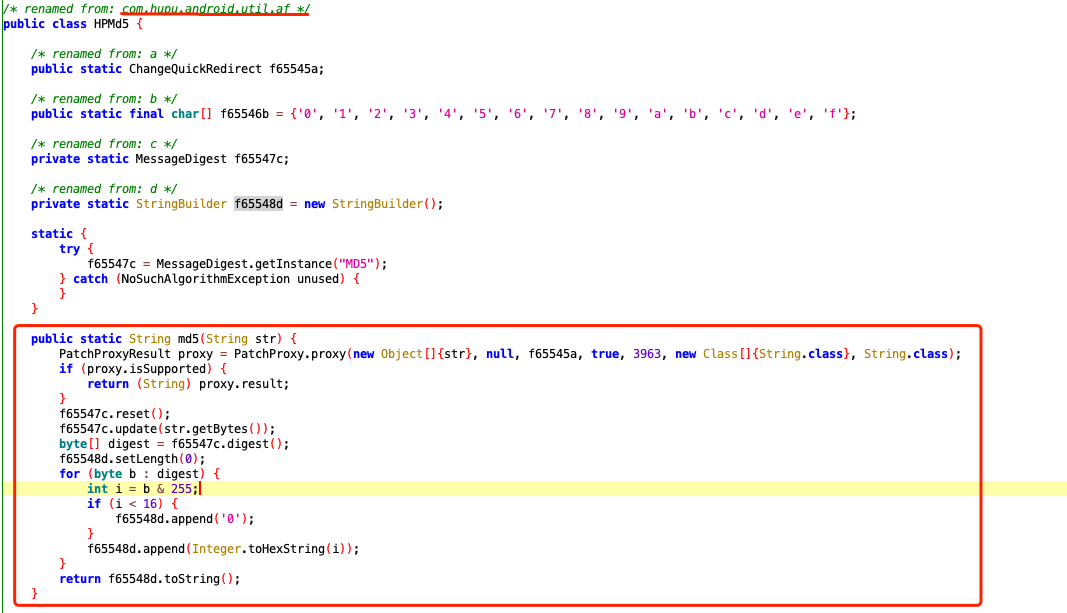 /* renamed from: com.hupu.android.util.af */
public class HPMd5 {
/* renamed from: a */
public static ChangeQuickRedirect f65545a;
/* renamed from: b */
public static final char[] f65546b = {'0', '1', '2', '3', '4', '5', '6', '7', '8', '9', 'a', 'b', 'c', 'd', 'e', 'f'};
/* renamed from: c */
private static MessageDigest f65547c;
/* renamed from: d */
private static StringBuilder f65548d = new StringBuilder();
static {
try {
f65547c = MessageDigest.getInstance("MD5");
} catch (NoSuchAlgorithmException unused) {
}
}
public static String md5(String str) {
PatchProxyResult proxy = PatchProxy.proxy(new Object[]{str}, null, f65545a, true, 3963, new Class[]{String.class}, String.class);
if (proxy.isSupported) {
return (String) proxy.result;
}
f65547c.reset();
f65547c.update(str.getBytes());
byte[] digest = f65547c.digest();
f65548d.setLength(0);
for (byte b : digest) {
int i = b & 255;
if (i < 16) {
f65548d.append('0');
}
f65548d.append(Integer.toHexString(i));
}
return f65548d.toString();
}